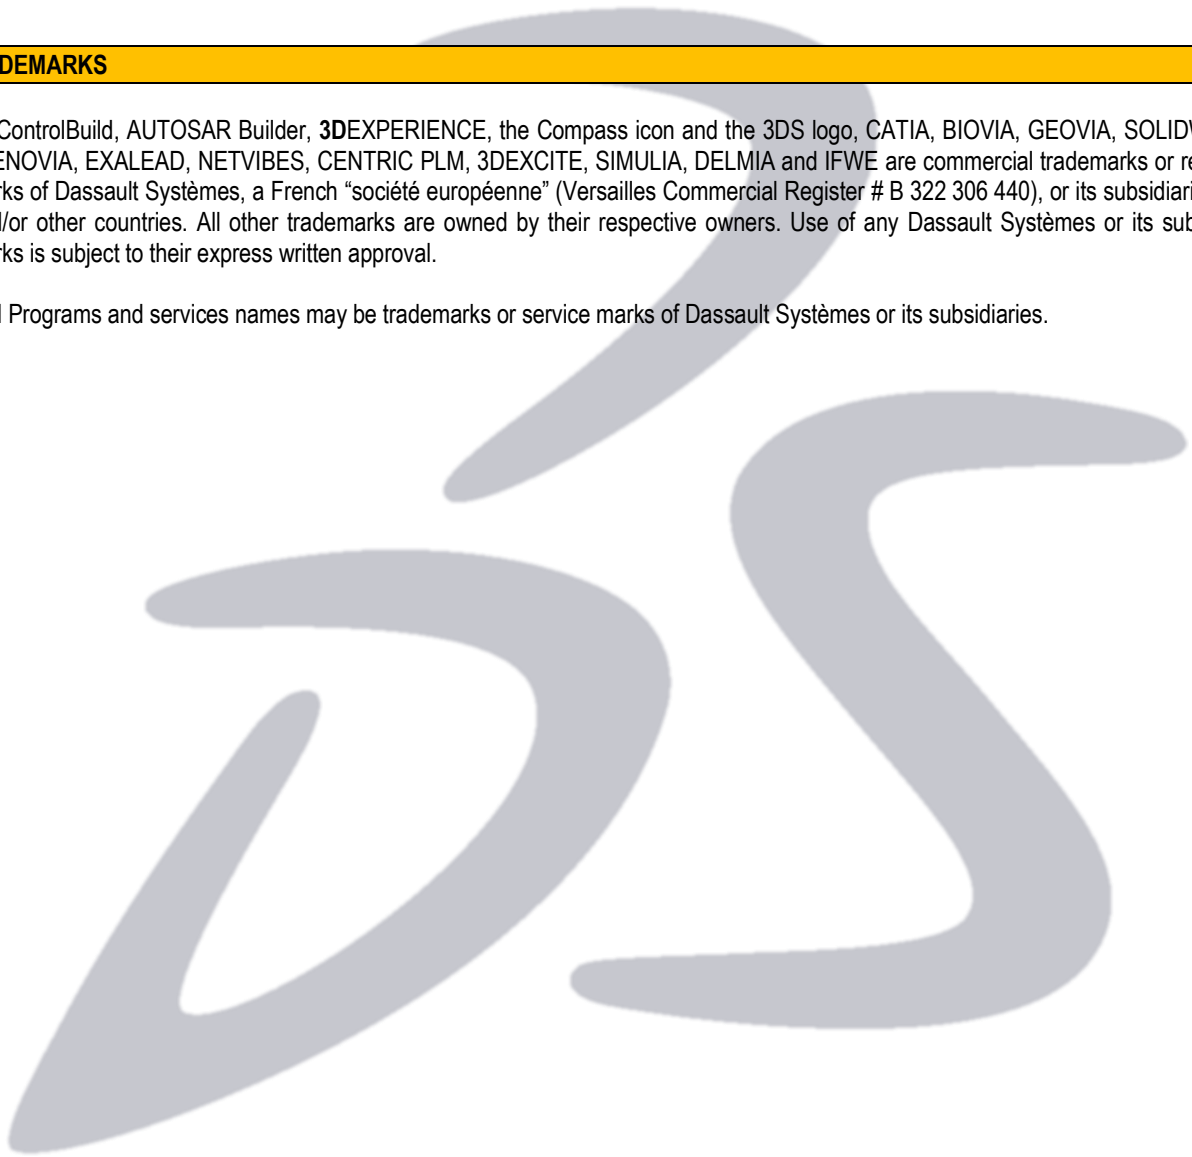 DEMARKS
ControlBuild, AUTOSAR Builder, 3DEXPERIENCE, the Compass icon and the 3DS logo, CATIA, BIOVIA, GEOVIA, SOLIDW
ENOVIA, EXALEAD, NETVIBES, CENTRIC PLM, 3DEXCITE, SIMULIA, DELMIA and IFWE are commercial trademarks or re
rks of Dassault Systèmes, a French “société européenne” (Versailles Commercial Register # B 322 306 440), or its subsidiari
d/or other countries. All other trademarks are owned by their respective owners. Use of any Dassault Systèmes or its sub
rks is subject to their express written approval.
Programs and services names may be trademarks or service marks of Dassault Systèmes or its subsidiaries.